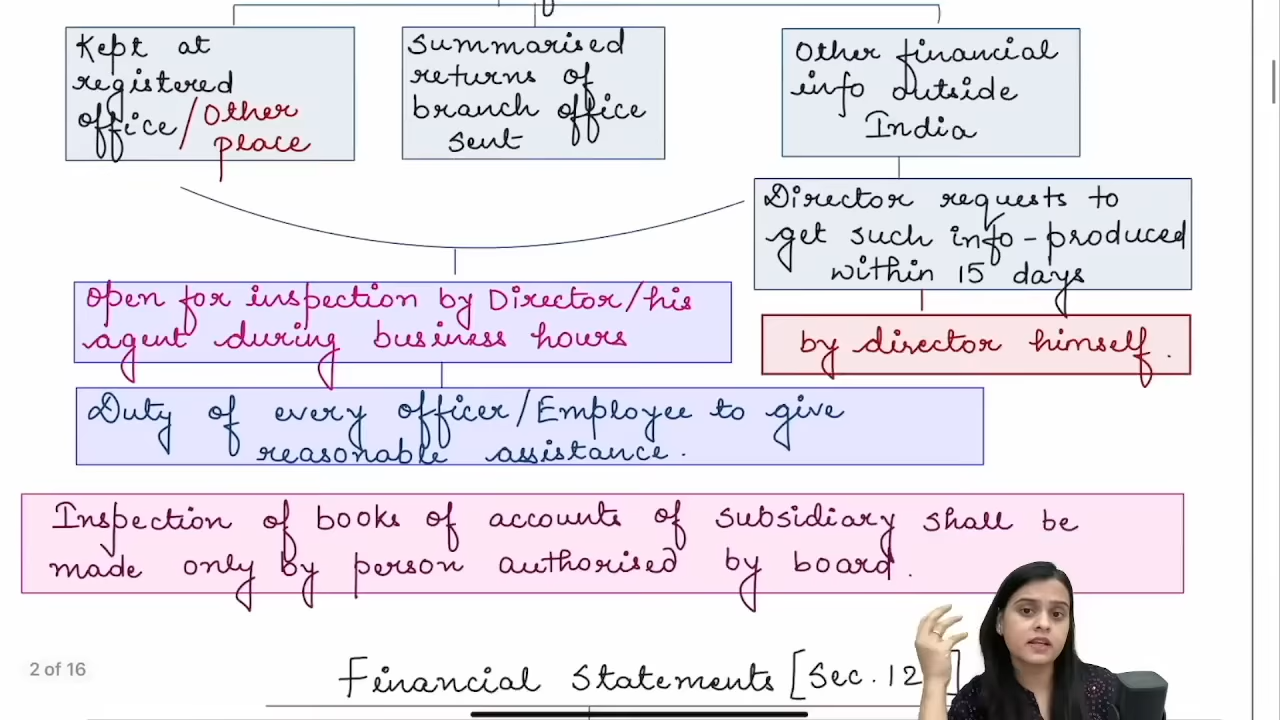 Kept at
registered
office/Other
place
Summarised
returns of
branch office
sent
Other financial
info outside
India
Director requests to
get such info - produced
within 15 days
by director himself.
Open for inspection by Director/his
agent during business hours
Duty of every officer/Employee to give
reasonable assistance.
Inspection of books of accounts of subsidiary shall be
made only by person authorised by board.
2 of 16
Financial Statements [Sec. 12